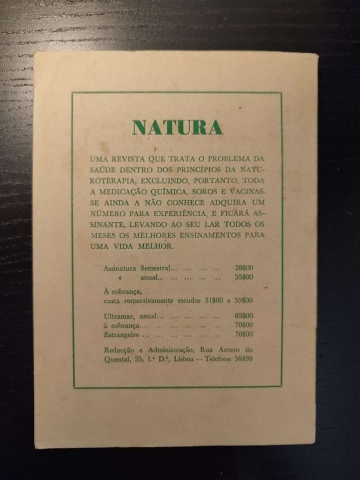 NATURA
UMA REVISTA QUE TRATA O PROBLEMA DA
SAÚDE DENTRO DOS PRINCÍPIOS DA NATU-
ROTERAPIA, EXCLUINDO, PORTANTO, TODA
A MEDICAÇÃO QUÍMICA, SOROS E VACINAS.
SE AINDA A NÃO CONHECE ADQUIRA UM
NÚMERO PARA EXPERIÊNCIA, E FICARÁ AS-
SINANTE, LEVANDO AO SEU LAR TODOS OS
MESES OS MELHORES ENSINAMENTOS PARA
UMA VIDA MELHOR.
Assinatura Semestral... ... ... ... 28$00
e anual... ... ... ... 55$00
À cobrança,
custa respectivamente escudos 31$00 e 59$00
Ultramar, anual... ... ... ... ... 65$00
à cobrança... ... ... ... ... 70$00
Estrangeiro ... ... ... ... ... 70$00
Redacção e Administração, Rua Antero do
Quental, 35, 1.º D.º, Lisboa — Telefone 56498